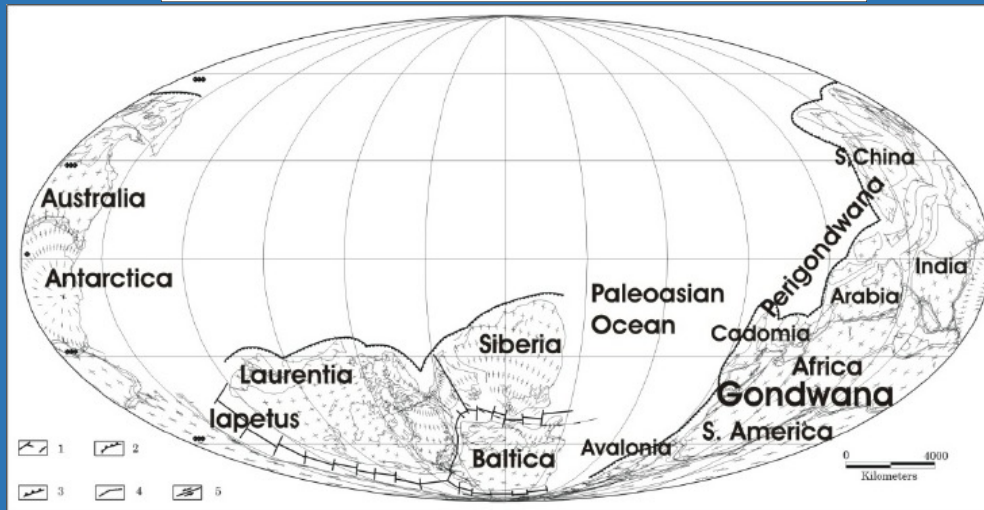 S.China
Australia
Perigondwana
Antarctica
India
Paleoasian
Ocean
Arabia
Cadomia
Siberia
Africa
Laurentia
Gondwana
Iapetus
S. America
Avalonia
Baltica
1
2
3
4
5
0 4000
Kilometers